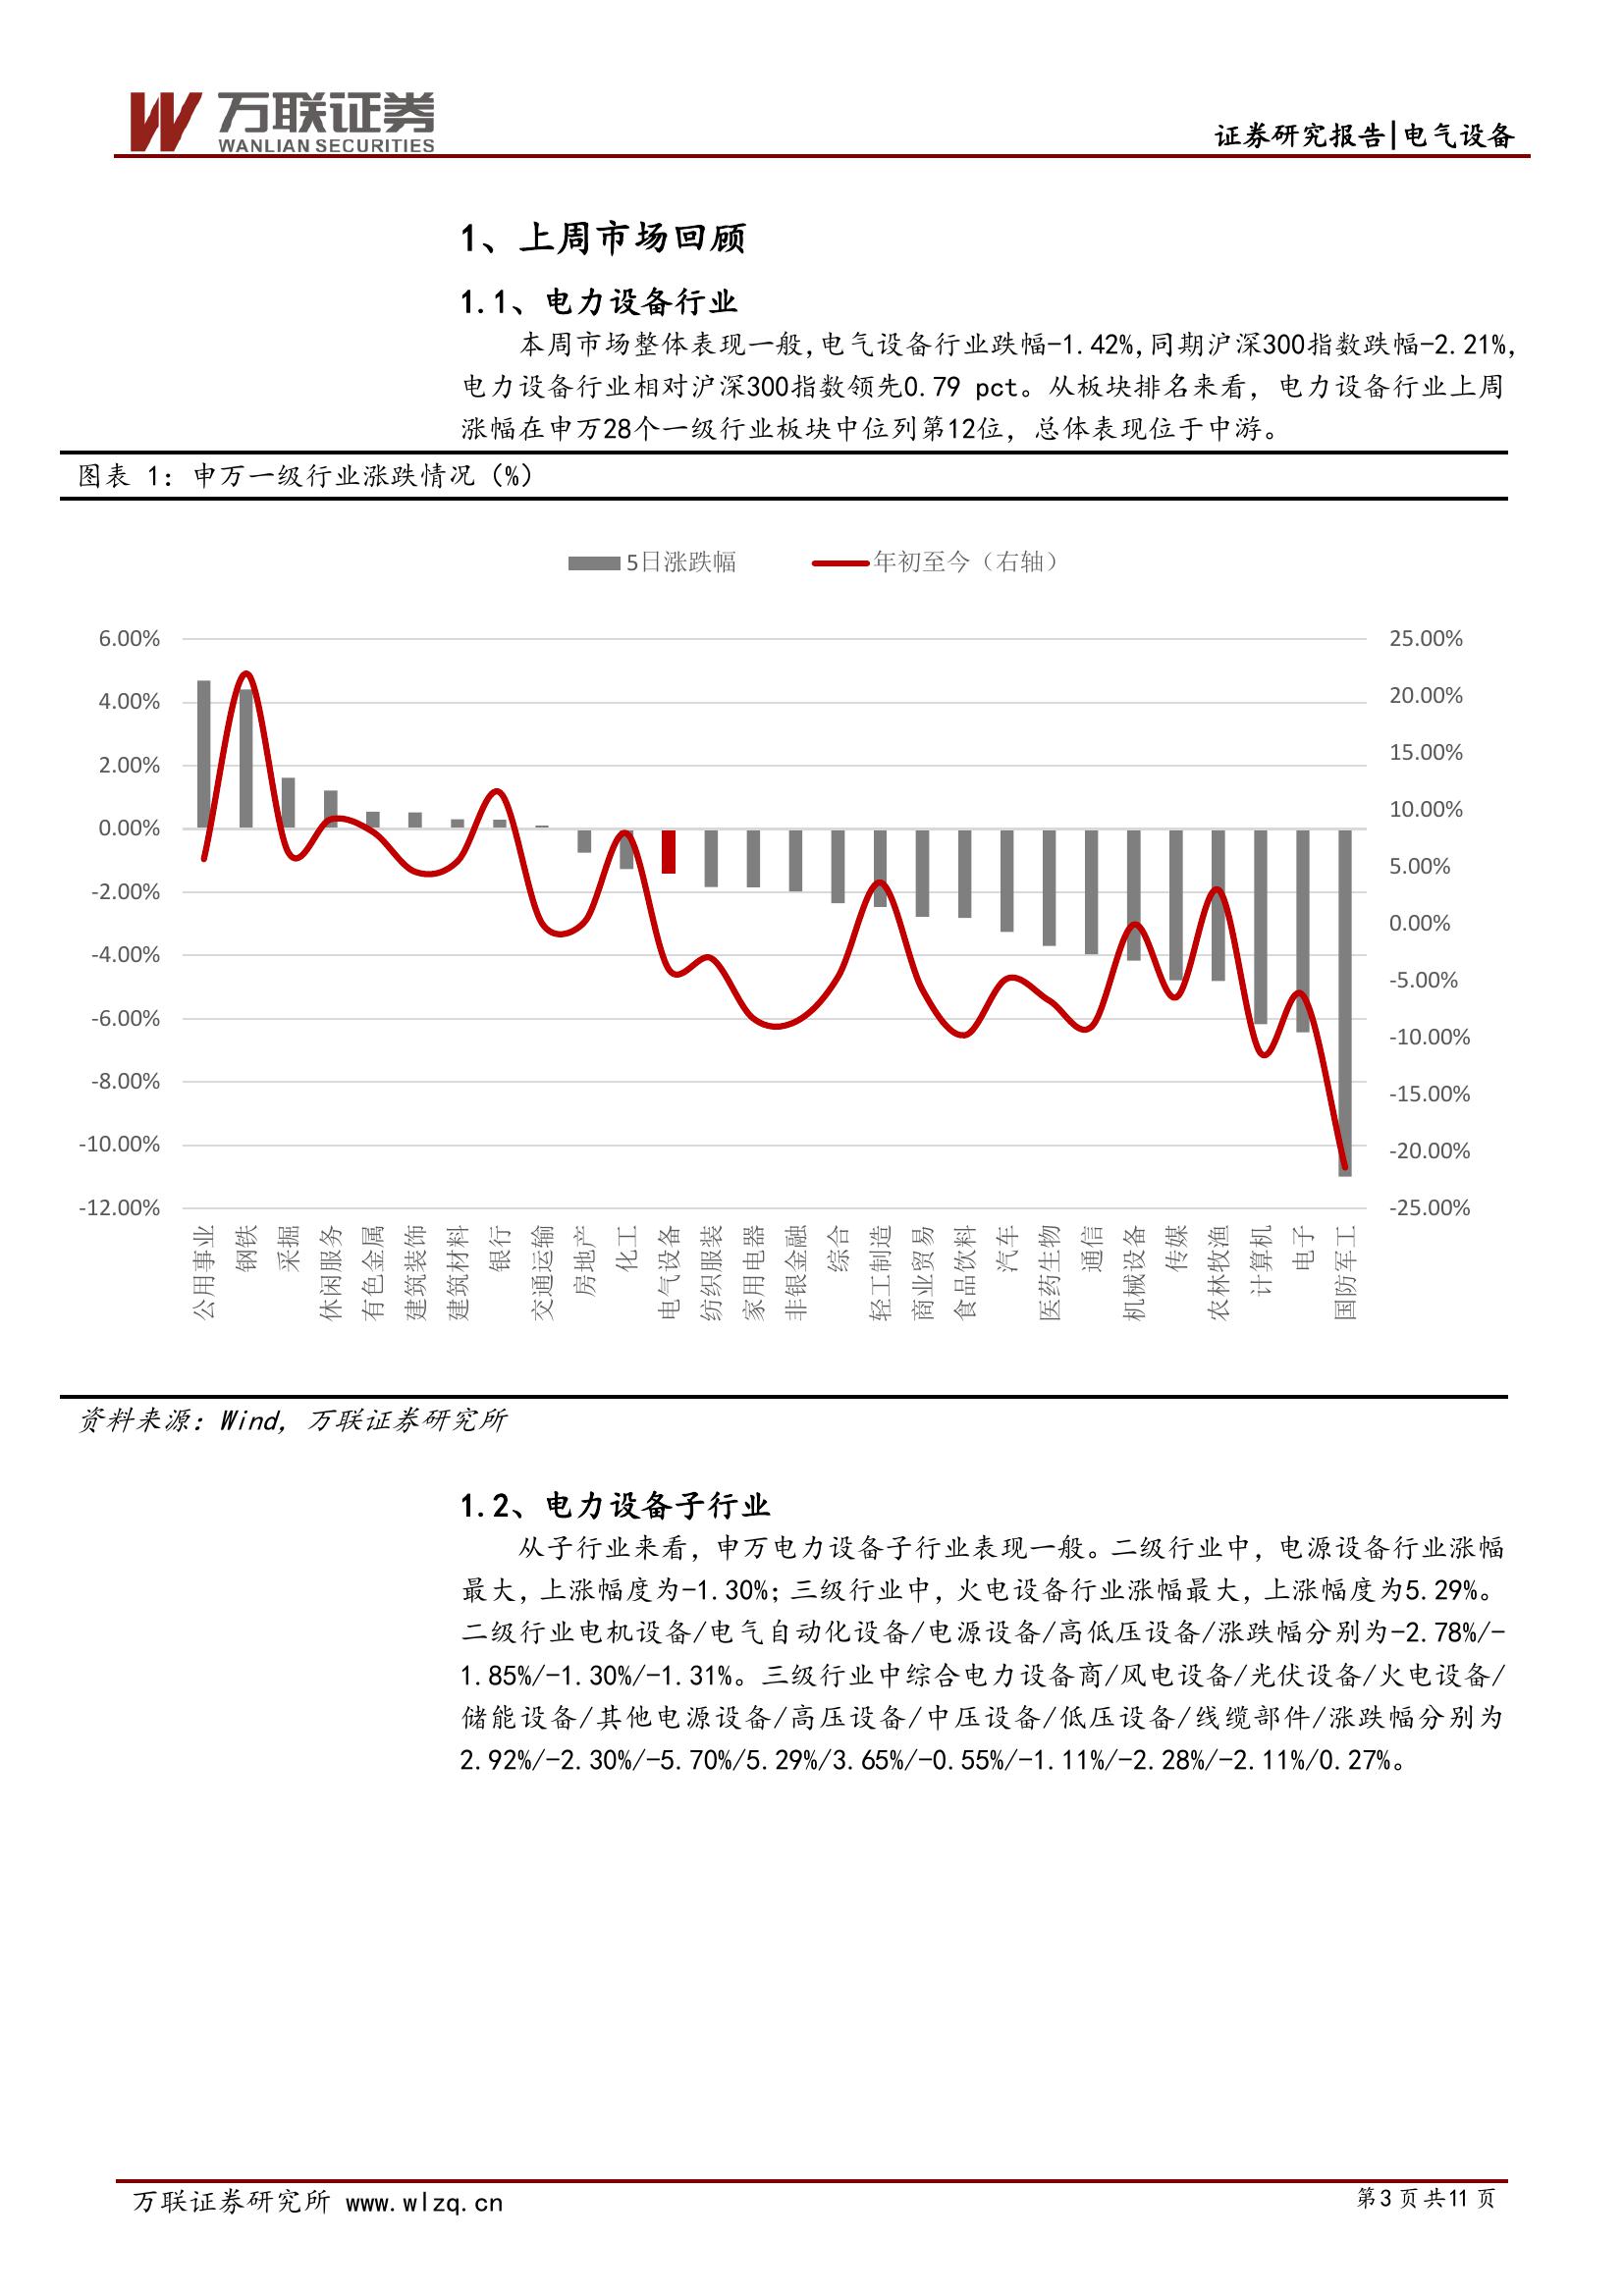 万联证券
WANLIAN SECURITIES
证券研究报告|电气设备
1、上周市场回顾
1.1、电力设备行业
本周市场整体表现一般,电气设备行业跌幅-1.42%,同期沪深300指数跌幅-2.21%,
电力设备行业相对沪深300指数领先0.79 pct。从板块排名来看，电力设备行业上周
涨幅在申万28个一级行业板块中位列第12位，总体表现位于中游。
图表 1：申万一级行业涨跌情况 (%)
5日涨跌幅 年初至今（右轴）
6.00% 25.00%
4.00% 20.00%
2.00% 15.00%
0.00% 10.00%
-2.00% 5.00%
-4.00% 0.00%
-6.00% -5.00%
-8.00% -10.00%
-10.00% -15.00%
-12.00% -20.00%
-25.00%
公用事业
钢铁
采掘
休闲服务
有色金属
建筑装饰
建筑材料
银行
交通运输
房地产
化工
电气设备
纺织服装
家用电器
非银金融
综合
轻工制造
商业贸易
食品饮料
汽车
医药生物
通信
机械设备
传媒
农林牧渔
计算机
电子
国防军工
资料来源：Wind, 万联证券研究所
1.2、电力设备子行业
从子行业来看，申万电力设备子行业表现一般。二级行业中，电源设备行业涨幅
最大，上涨幅度为-1.30%；三级行业中，火电设备行业涨幅最大，上涨幅度为5.29%。
二级行业电机设备/电气自动化设备/电源设备/高低压设备/涨跌幅分别为-2.78%/-
1.85%/-1.30%/-1.31%。三级行业中综合电力设备商/风电设备/光伏设备/火电设备/
储能设备/其他电源设备/高压设备/中压设备/低压设备/线缆部件/涨跌幅分别为
2.92%/-2.30%/-5.70%/5.29%/3.65%/-0.55%/-1.11%/-2.28%/-2.11%/0.27%。
万联证券研究所 www.wlzq.cn 第3页共11页